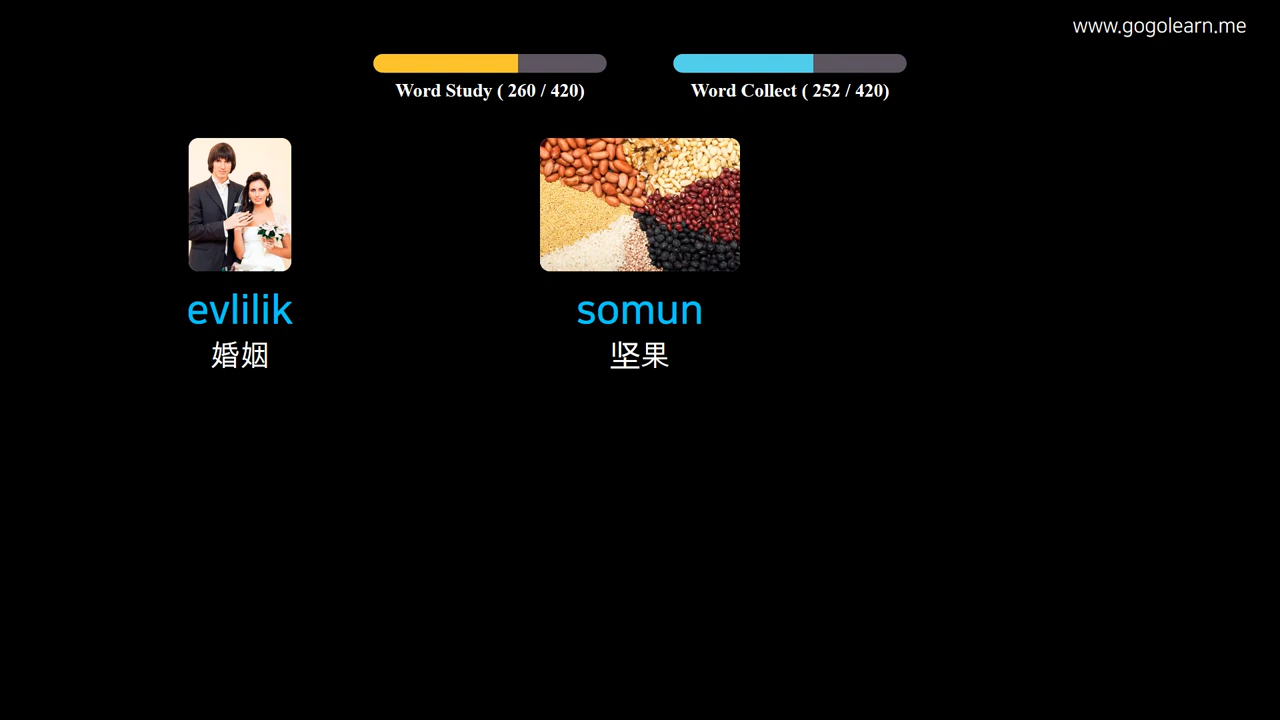 www.gogolearn.me
Word Study ( 260 / 420)
Word Collect ( 252 / 420)
evlilik
婚姻
somun
坚果